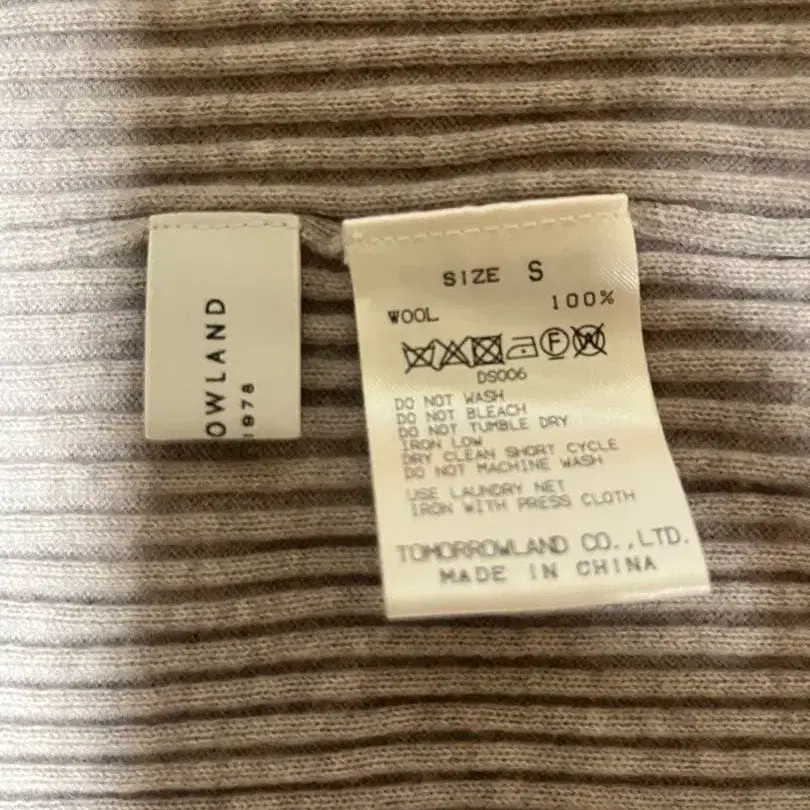 OWLAND
1978
SIZE S
WOOL 100%
DS006
DO NOT WASH
DO NOT BLEACH
DO NOT TUMBLE DRY
IRON LOW
DRY CLEAN SHORT CYCLE
DO NOT MACHINE WASH
USE LAUNDRY NET
IRON WITH PRESS CLOTH
TOMORROWLAND CO.,LTD.
MADE IN CHINA